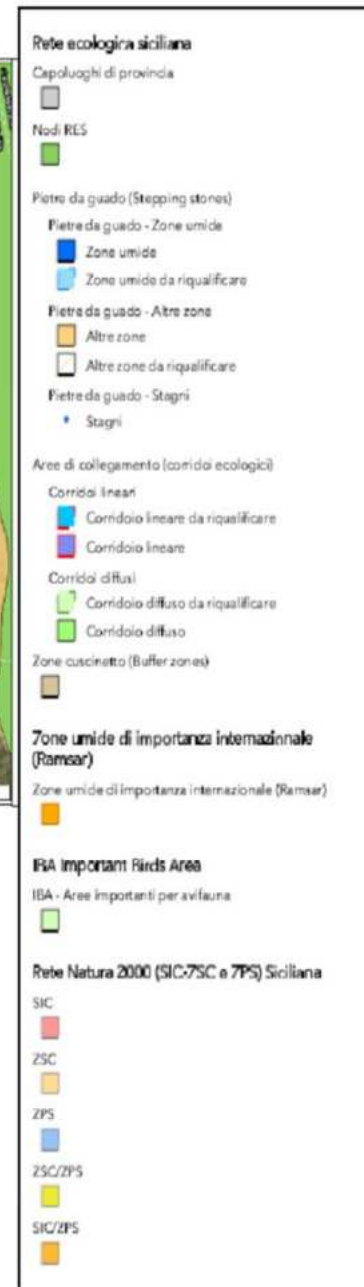 Rete ecologica siciliana
Capoluoghi di provincia
Nodi RES
Pietre da guado (Stepping stones)
Pietre da guado - Zone umide
Zone umide
Zone umide da riqualificare
Pietre da guado - Altre zone
Altre zone
Altre zone da riqualificare
Pietre da guado - Stagni
Stagni
Aree di collegamento (corridoi ecologici)
Corridoi lineari
Corridoio lineare da riqualificare
Corridoio lineare
Corridoi diffusi
Corridoio diffuso da riqualificare
Corridoio diffuso
Zone cuscinetto (Buffer zones)
Zone umide di importanza internazionale
(Ramsar)
Zone umide di importanza internazionale (Ramsar)
IBA Important Birds Area
IBA - Aree importanti per avifauna
Rete Natura 2000 (SIC-ZSC e ZPS) Siciliana
SIC
ZSC
ZPS
ZSC/ZPS
SIC/ZPS